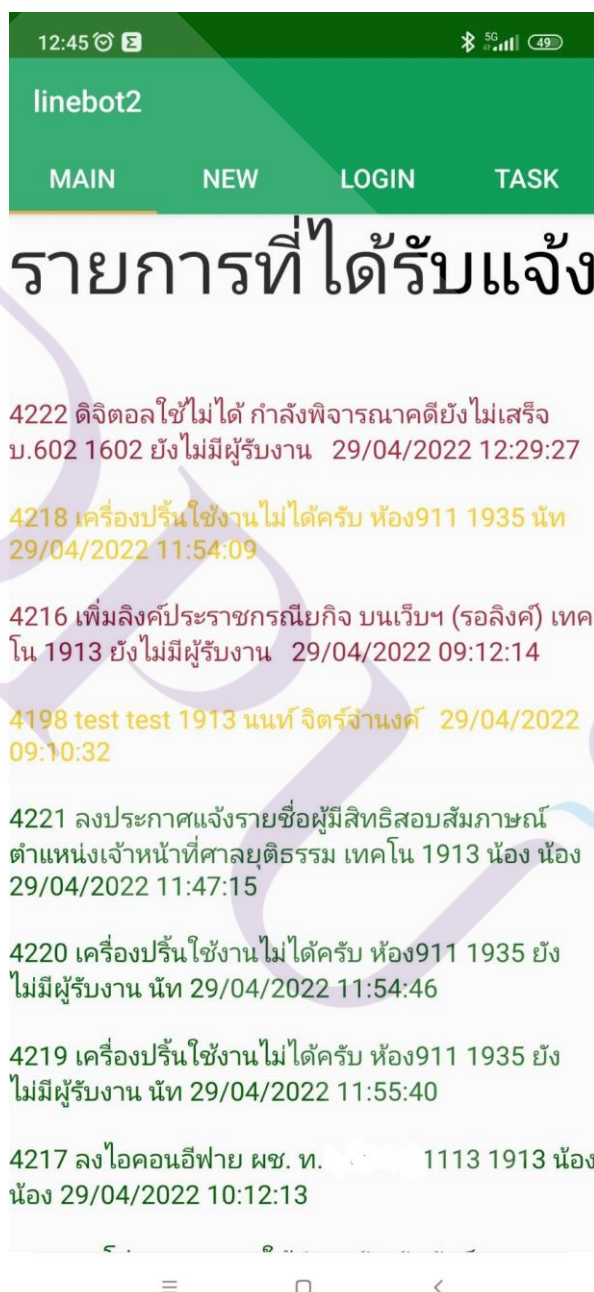 12:45
5G
49
linebot2
MAIN NEW LOGIN TASK
รายการที่ได้รับแจ้ง
4222 ดิจิตอลใช้ไม่ได้ กำลังพิจารณาคดียังไม่เสร็จ
บ.602 1602 ยังไม่มีผู้รับงาน 29/04/2022 12:29:27
4218 เครื่องปริ้นใช้งานไม่ได้ครับ ห้อง911 1935 นัท
29/04/2022 11:54:09
4216 เพิ่มลิงค์ประราชกรณียกิจ บนเว็บฯ (รอลิงค์) เทค
โน 1913 ยังไม่มีผู้รับงาน 29/04/2022 09:12:14
4198 test test 1913 นนท์ จิตร์จำนงค์ 29/04/2022
09:10:32
4221 ลงประกาศแจ้งรายชื่อผู้มีสิทธิสอบสัมภาษณ์
ตำแหน่งเจ้าหน้าที่ศาลยุติธรรม เทคโน 1913 น้อง น้อง
29/04/2022 11:47:15
4220 เครื่องปริ้นใช้งานไม่ได้ครับ ห้อง911 1935 ยัง
ไม่มีผู้รับงาน นัท 29/04/2022 11:54:46
4219 เครื่องปริ้นใช้งานไม่ได้ครับ ห้อง911 1935 ยัง
ไม่มีผู้รับงาน นัท 29/04/2022 11:55:40
4217 ลงไอคอนอีฟาย ผช. ท. 1113 1913 น้อง
น้อง 29/04/2022 10:12:13